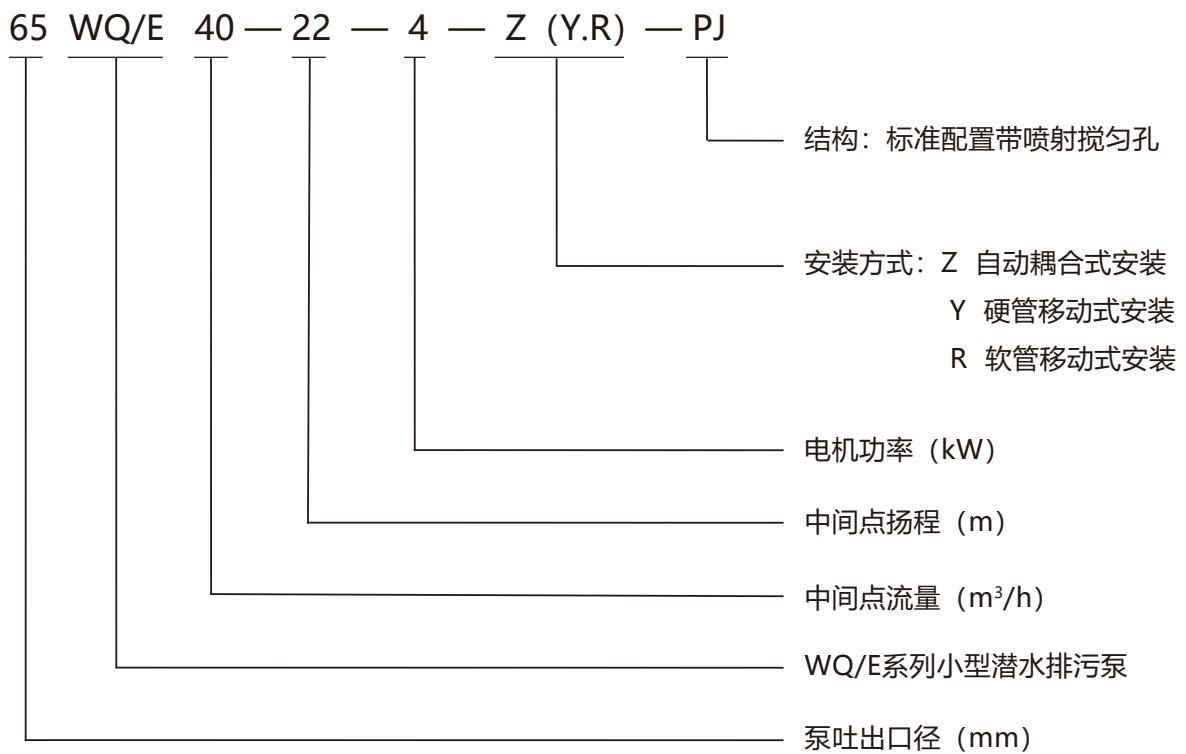 65 WQ/E 40 — 22 — 4 — Z (Y.R) — PJ
结构：标准配置带喷射搅匀孔
安装方式：Z 自动耦合式安装
Y 硬管移动式安装
R 软管移动式安装
电机功率（kW）
中间点扬程（m）
中间点流量（m³/h）
WQ/E系列小型潜水排污泵
泵吐出口径（mm）